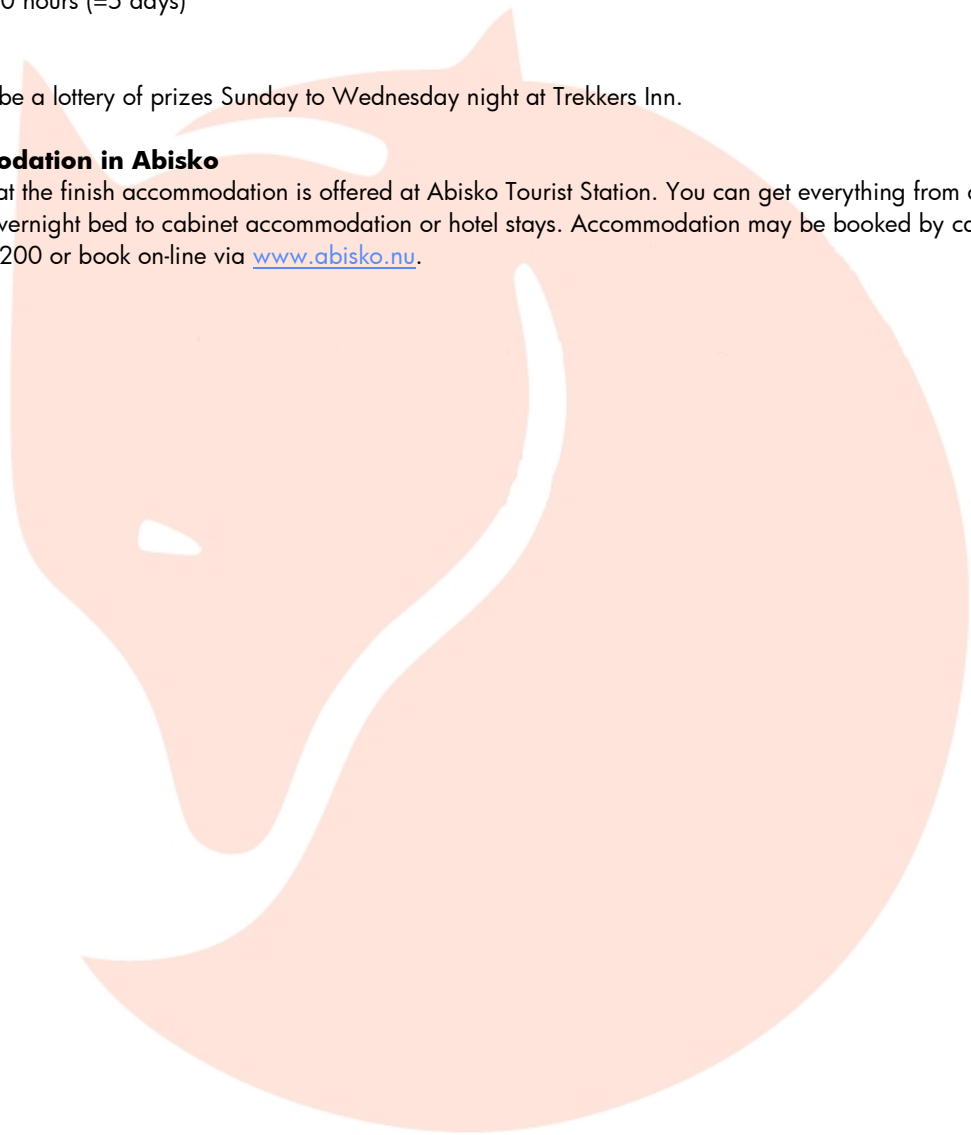 0 hours (=5 days)
be a lottery of prizes Sunday to Wednesday night at Trekkers Inn.
odation in Abisko
at the finish accommodation is offered at Abisko Tourist Station. You can get everything from
vernight bed to cabinet accommodation or hotel stays. Accommodation may be booked by
200 or book on-line via www.abisko.nu.